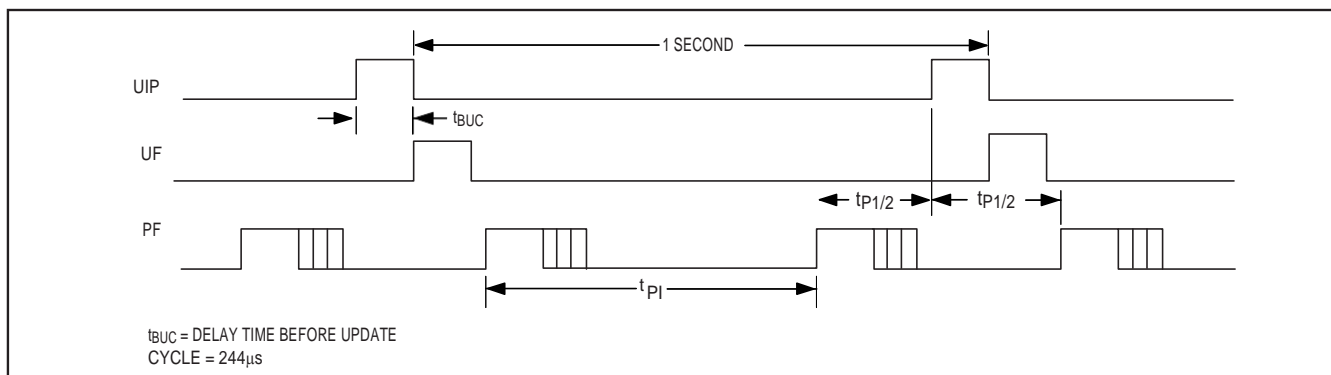 1 SECOND
UIP
tBUC
UF
tP1/2 tP1/2
PF
tPI
tBUC = DELAY TIME BEFORE UPDATE
CYCLE = 244μs